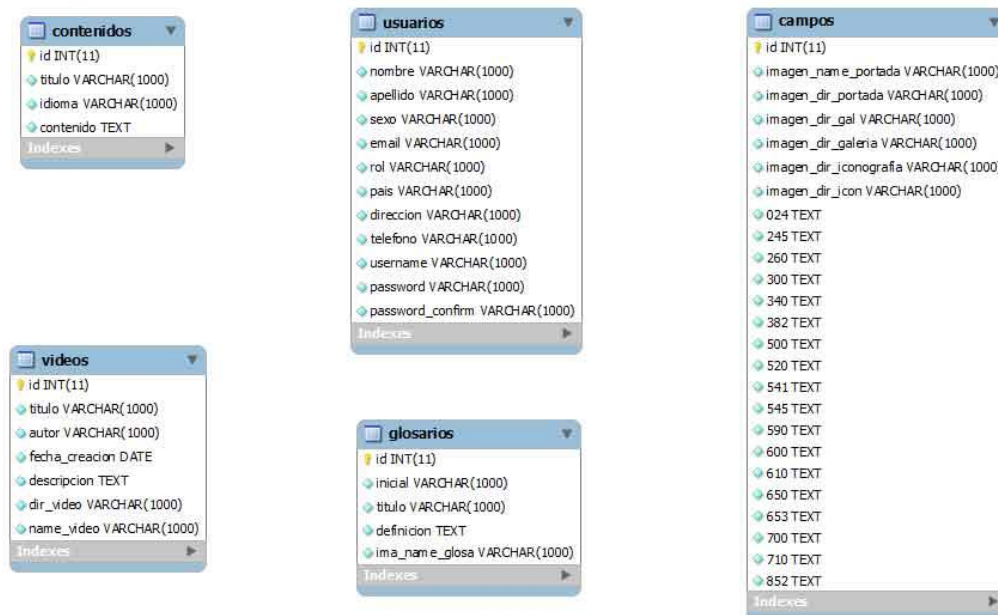 contenidos
id INT(11)
titulo VARCHAR(1000)
idioma VARCHAR(1000)
contenido TEXT
Indexes
usuarios
id INT(11)
nombre VARCHAR(1000)
apellido VARCHAR(1000)
sexo VARCHAR(1000)
email VARCHAR(1000)
rol VARCHAR(1000)
pais VARCHAR(1000)
direccion VARCHAR(1000)
telefono VARCHAR(1000)
username VARCHAR(1000)
password VARCHAR(1000)
password_confirm VARCHAR(1000)
Indexes
campos
id INT(11)
imagen_name_portada VARCHAR(1000)
imagen_dir_portada VARCHAR(1000)
imagen_dir_gal VARCHAR(1000)
imagen_dir_galeria VARCHAR(1000)
imagen_dir_iconografia VARCHAR(1000)
imagen_dir_icon VARCHAR(1000)
024 TEXT
245 TEXT
260 TEXT
300 TEXT
340 TEXT
382 TEXT
500 TEXT
520 TEXT
541 TEXT
545 TEXT
590 TEXT
600 TEXT
610 TEXT
650 TEXT
653 TEXT
700 TEXT
710 TEXT
852 TEXT
Indexes
videos
id INT(11)
titulo VARCHAR(1000)
autor VARCHAR(1000)
fecha_creacion DATE
descripcion TEXT
dir_video VARCHAR(1000)
name_video VARCHAR(1000)
Indexes
glosarios
id INT(11)
inicial VARCHAR(1000)
titulo VARCHAR(1000)
definicion TEXT
ima_name_glosa VARCHAR(1000)
Indexes